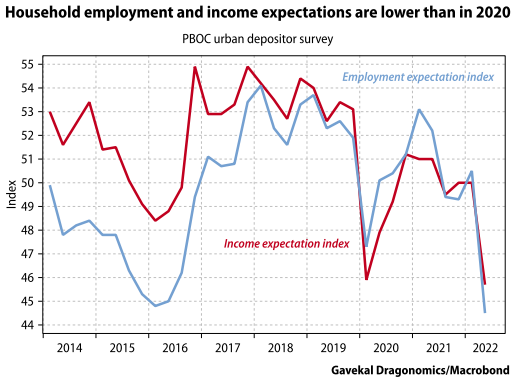 Household employment and income expectations are lower than in 2020
PBOC urban depositor survey
Employment expectation index
Income expectation index
Index
55
54
53
52
51
50
49
48
47
46
45
44
2014 2015 2016 2017 2018 2019 2020 2021 2022
Gavekal Dragonomics/Macrobond